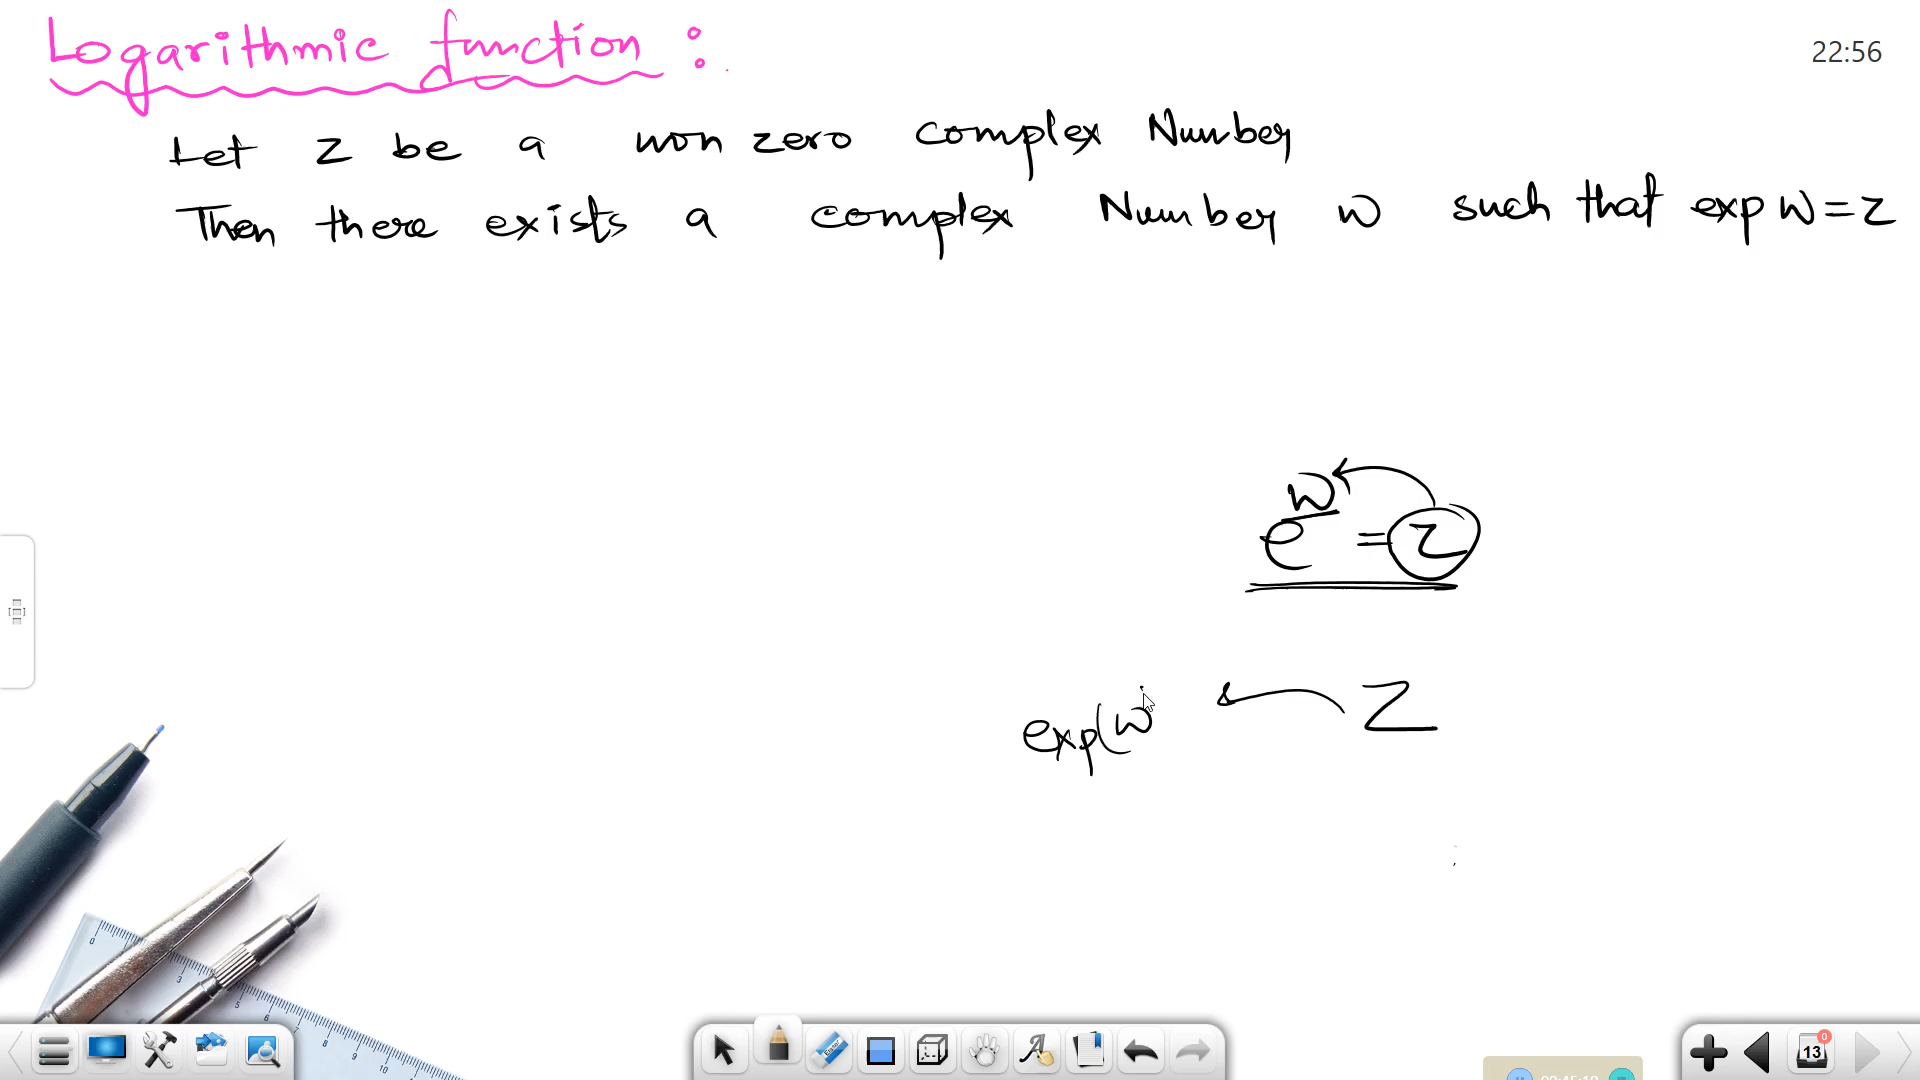 Logarithmic function :
22:56
Let z be a non zero complex Number
Then there exists a complex Number w such that exp w = z
e^w = z
exp(w ← z
13
0